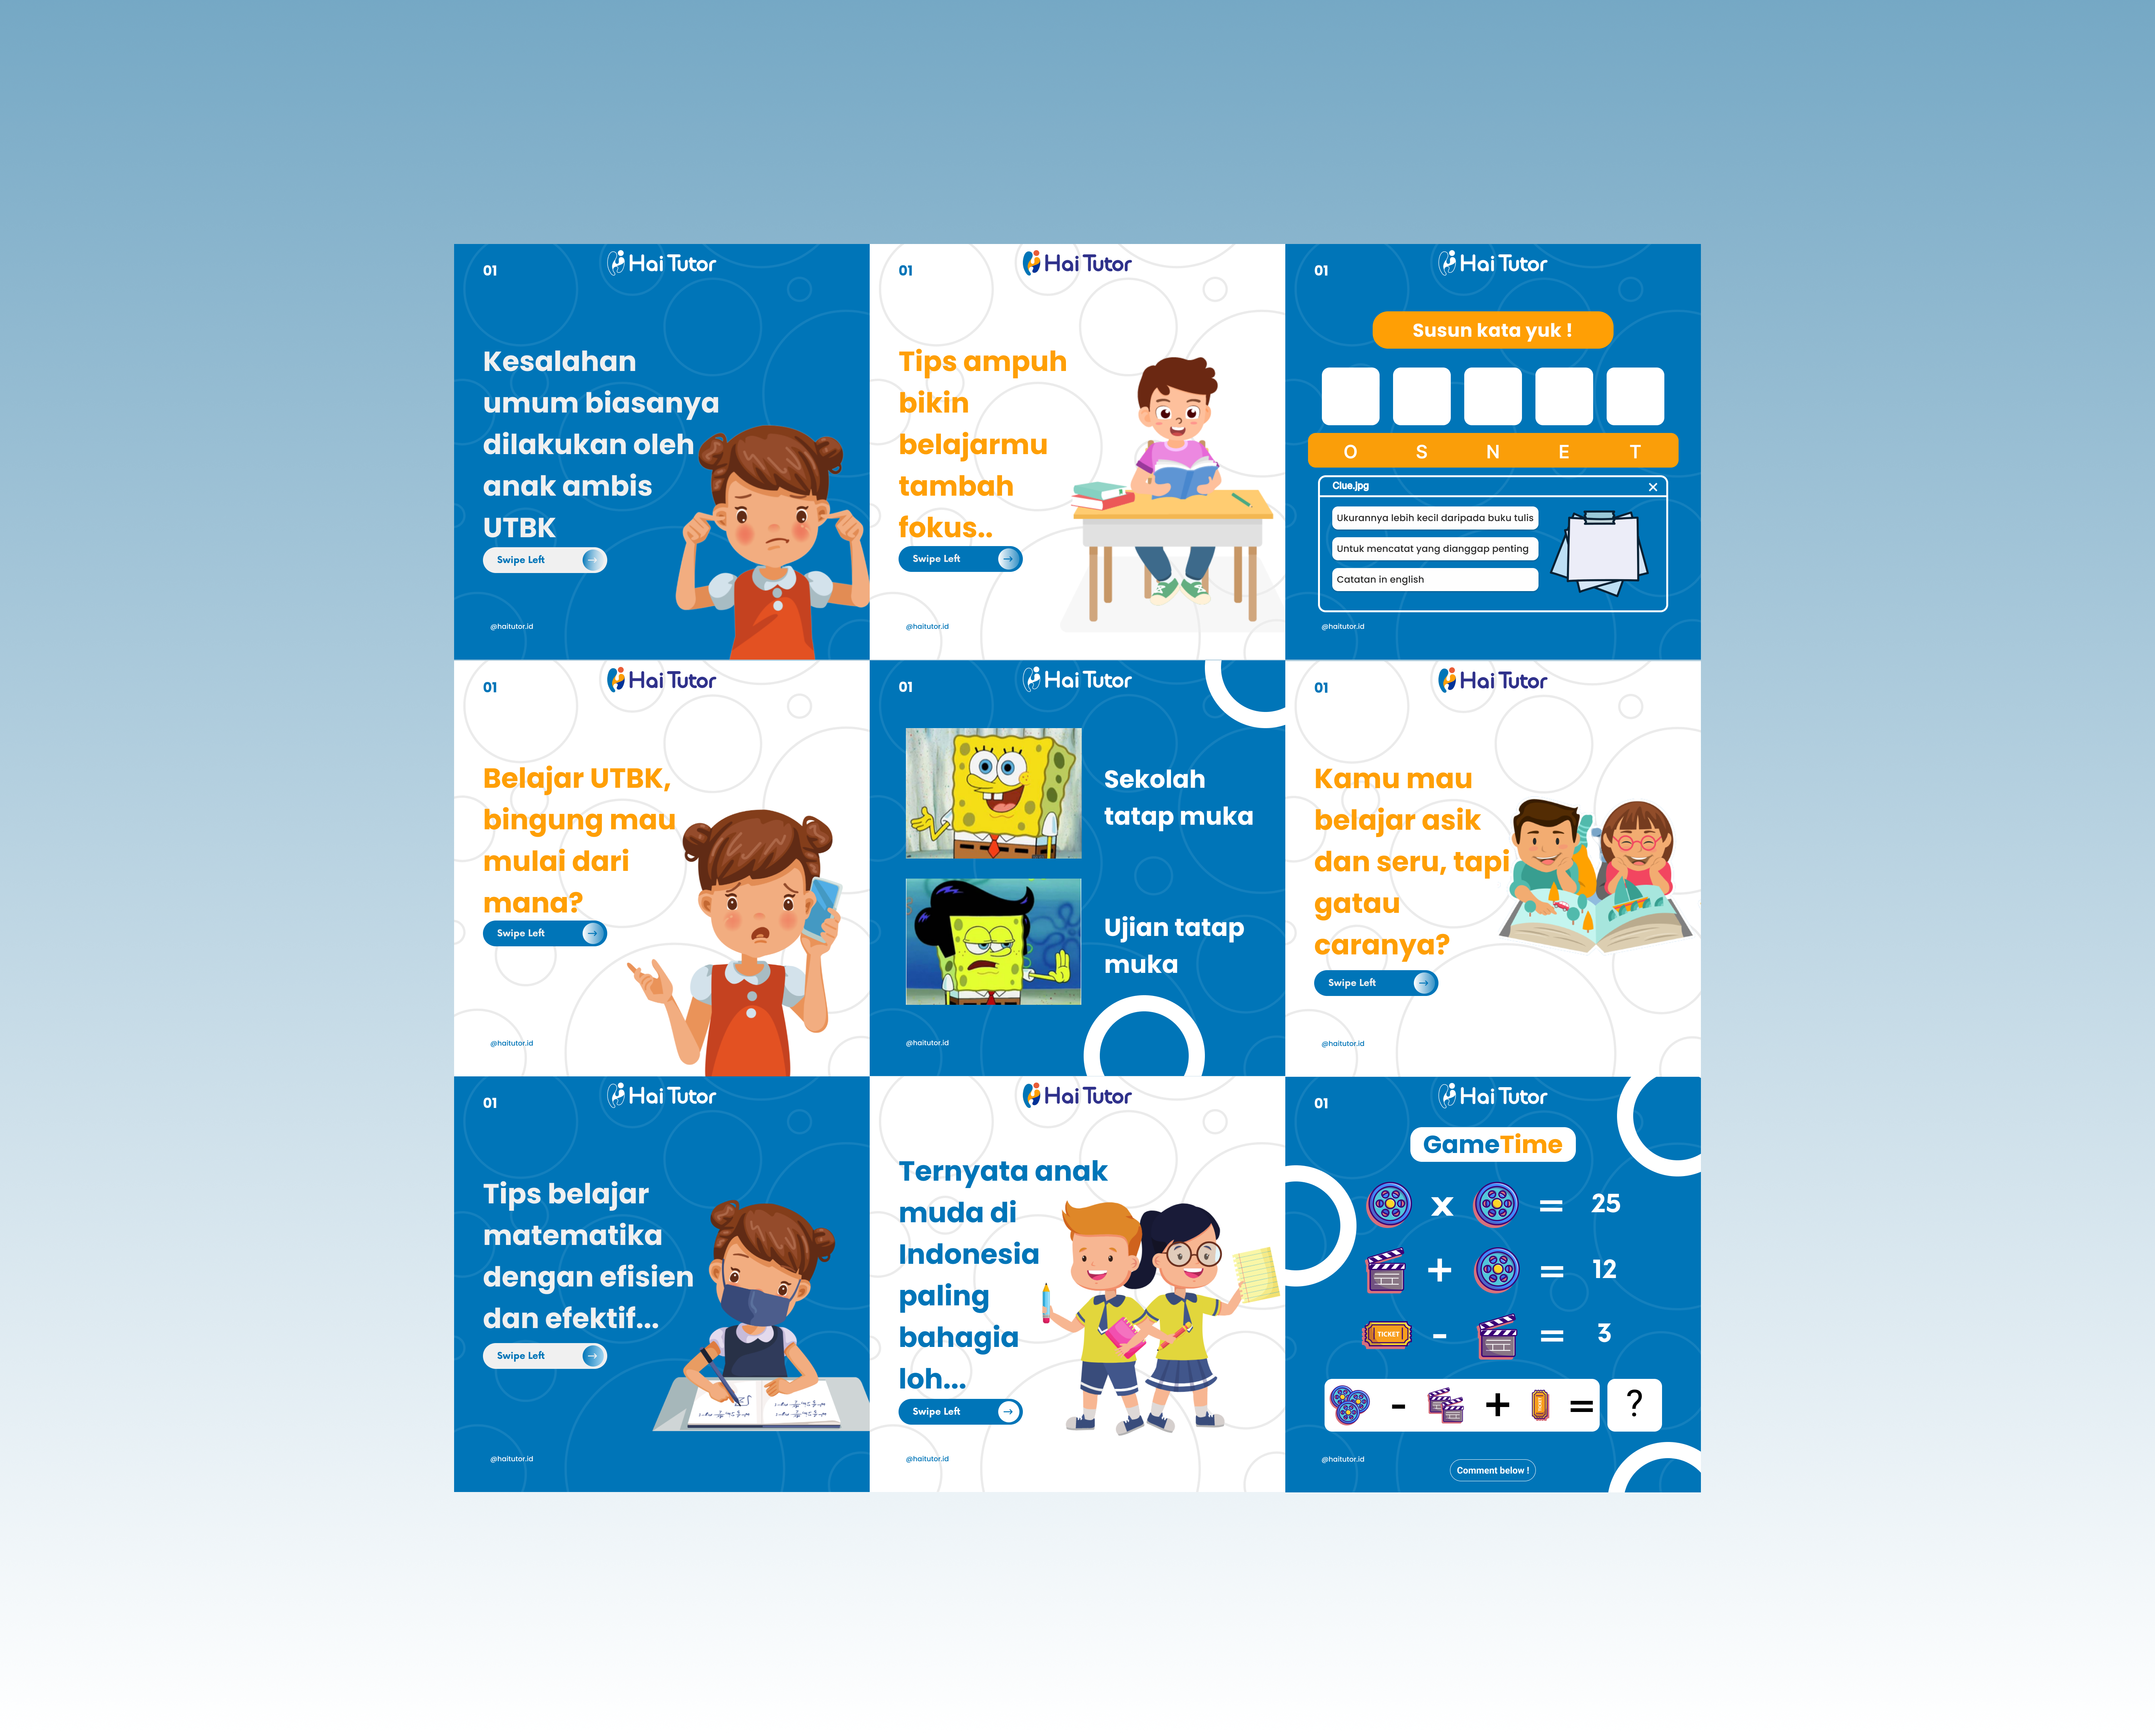 01
Hai Tutor
Kesalahan
umum biasanya
dilakukan oleh
anak ambis
UTBK
Swipe Left
@haitutor.id
01
Hai Tutor
Tips ampuh
bikin
belajarmu
tambah
fokus..
Swipe Left
@haitutor.id
01
Hai Tutor
Susun kata yuk !
O S N E T
Clue.jpg
Ukurannya lebih kecil daripada buku tulis
Untuk mencatat yang dianggap penting
Catatan in english
@haitutor.id
01
Hai Tutor
Belajar UTBK,
bingung mau
mulai dari
mana?
Swipe Left
@haitutor.id
01
Hai Tutor
Sekolah
tatap muka
Ujian tatap
muka
@haitutor.id
01
Hai Tutor
Kamu mau
belajar asik
dan seru, tapi
gatau
caranya?
Swipe Left
@haitutor.id
01
Hai Tutor
Tips belajar
matematika
dengan efisien
dan efektif...
Swipe Left
@haitutor.id
Hai Tutor
Ternyata anak
muda di
Indonesia
paling
bahagia
loh...
Swipe Left
@haitutor.id
01
Hai Tutor
GameTime
x = 25
+ = 12
TICKET - = 3
- + = ?
@haitutor.id
Comment below !